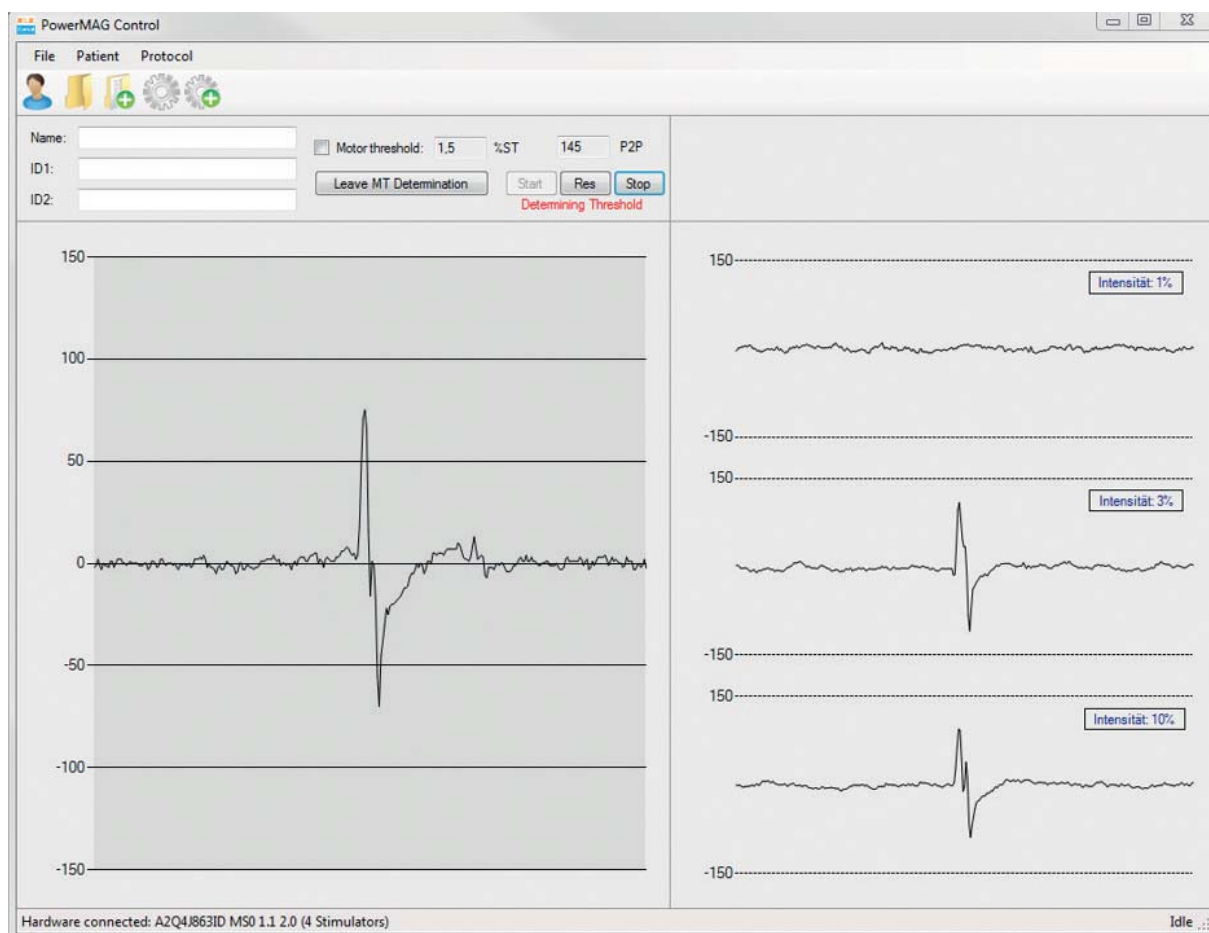 PowerMAG Control
File Patient Protocol
Name:
ID1:
ID2:
Motor threshold: 1,5 %ST 145 P2P
Leave MT Determination Start Res Stop
Determining Threshold
150
100
50
0
-50
-100
-150
150
Intensität: 1%
-150
150
Intensität: 3%
-150
150
Intensität: 10%
-150
Hardware connected: A2Q4J863ID MS0 1.1 2.0 (4 Stimulators) Idle